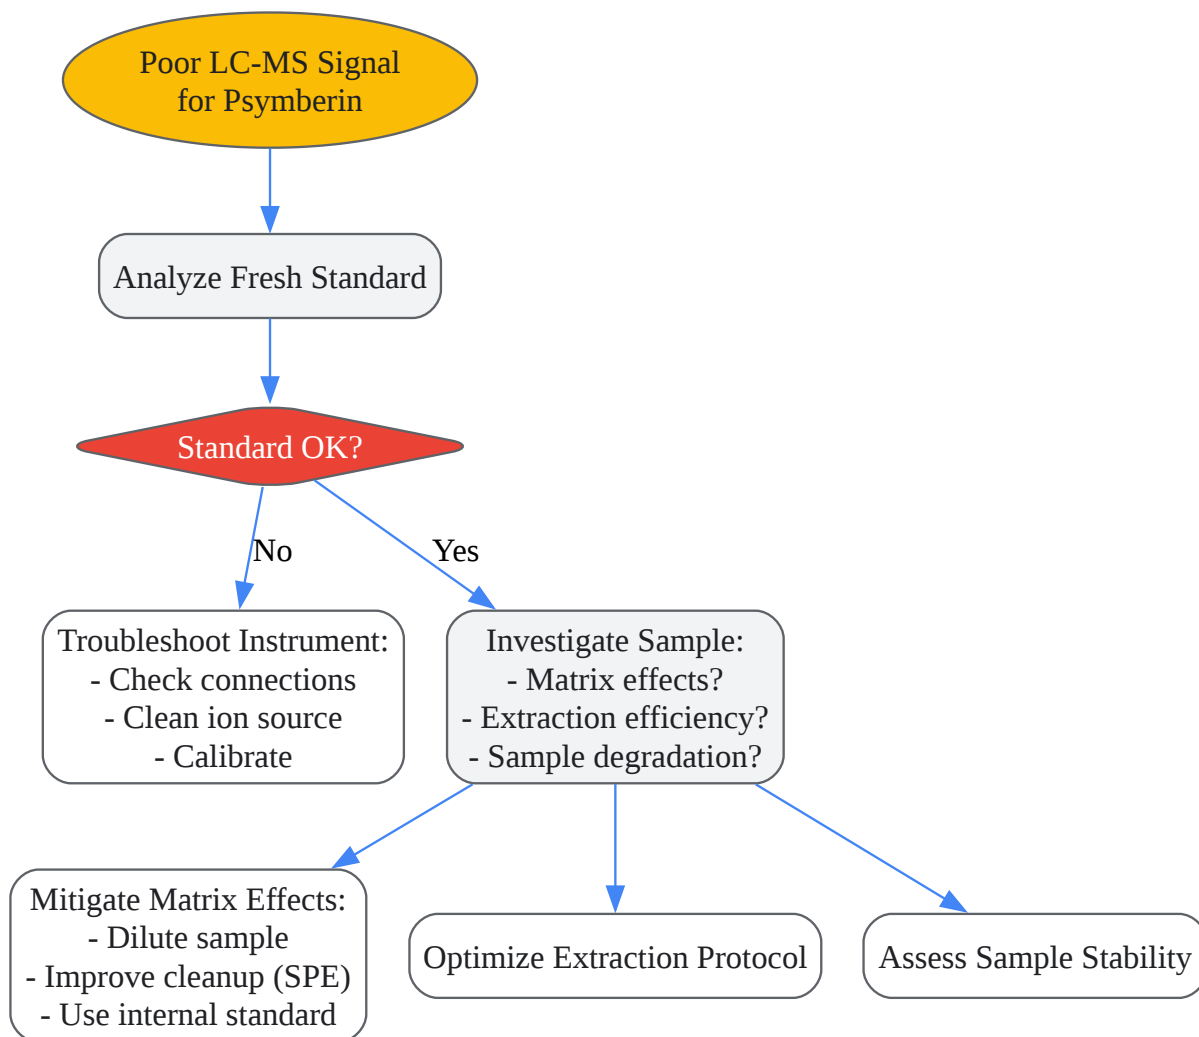 Poor LC-MS Signal
for Psymberin
Analyze Fresh Standard
Standard OK?
No
Yes
Troubleshoot Instrument:
- Check connections
- Clean ion source
- Calibrate
Investigate Sample:
- Matrix effects?
- Extraction efficiency?
- Sample degradation?
Mitigate Matrix Effects:
- Dilute sample
- Improve cleanup (SPE)
- Use internal standard
Optimize Extraction Protocol
Assess Sample Stability